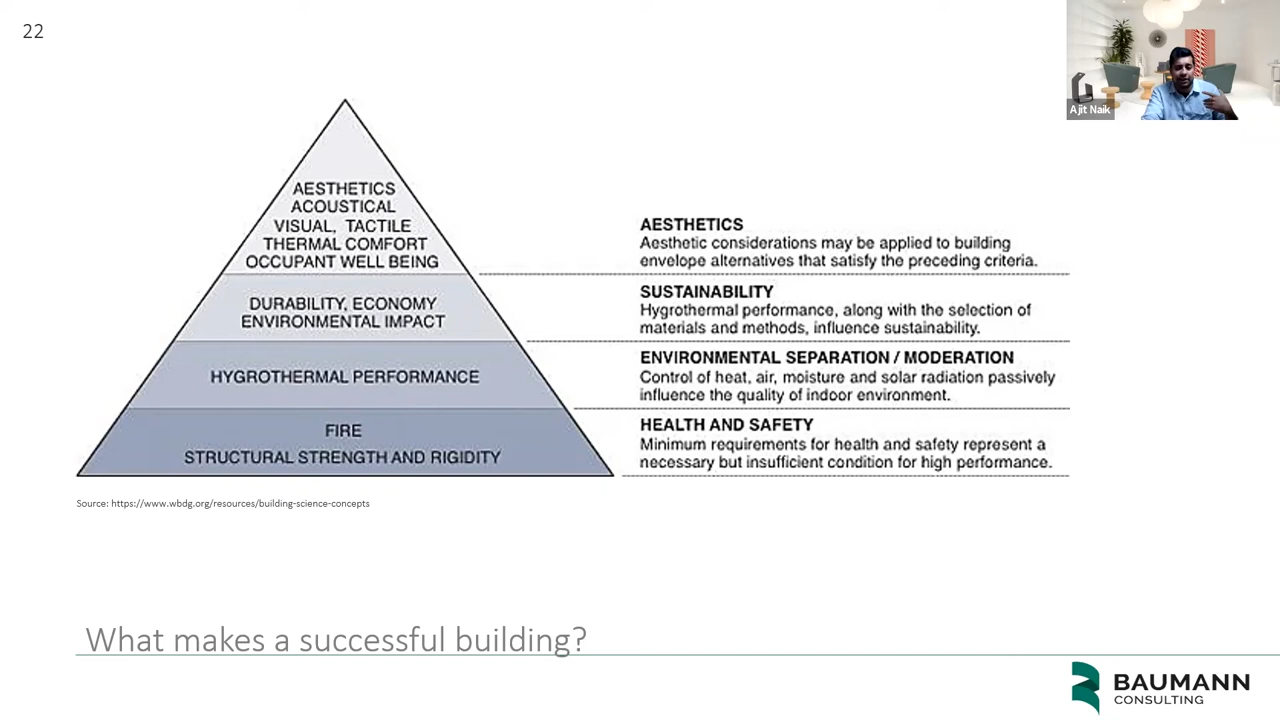 22
Ajit Naik
AESTHETICS
ACOUSTICAL
VISUAL, TACTILE
THERMAL COMFORT
OCCUPANT WELL BEING
DURABILITY, ECONOMY
ENVIRONMENTAL IMPACT
HYGROTHERMAL PERFORMANCE
FIRE
STRUCTURAL STRENGTH AND RIGIDITY
AESTHETICS
Aesthetic considerations may be applied to building
envelope alternatives that satisfy the preceding criteria.
SUSTAINABILITY
Hygrothermal performance, along with the selection of
materials and methods, influence sustainability.
ENVIRONMENTAL SEPARATION / MODERATION
Control of heat, air, moisture and solar radiation passively
influence the quality of indoor environment.
HEALTH AND SAFETY
Minimum requirements for health and safety represent a
necessary but insufficient condition for high performance.
Source: https://www.wbdg.org/resources/building-science-concepts
What makes a successful building?
BAUMANN
CONSULTING